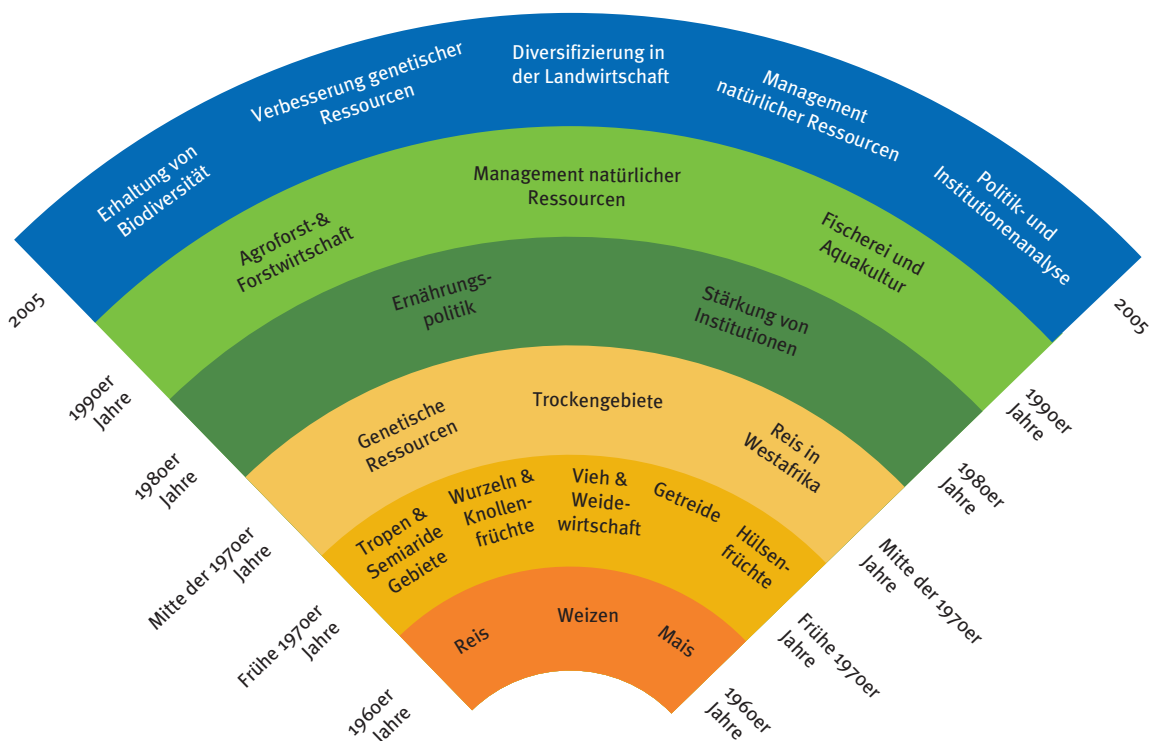 Erhaltung von
Biodiversität
Verbesserung genetischer
Ressourcen
Diversifizierung in
der Landwirtschaft
Management
natürlicher Ressourcen
Politik- und
Institutionenanalyse
2005
2005
Agroforst-&
Forstwirtschaft
Management natürlicher
Ressourcen
Fischerei und
Aquakultur
1990er
Jahre
1990er
Jahre
Ernährungs-
politik
Stärkung von
Institutionen
1980er
Jahre
1980er
Jahre
Genetische
Ressourcen
Trockengebiete
Reis in
Westafrika
Mitte der 1970er
Jahre
Mitte der 1970er
Jahre
Tropen &
Semiaride
Gebiete
Wurzeln &
Knollen-
früchte
Vieh &
Weide-
wirtschaft
Getreide
Hülsen-
früchte
Frühe 1970er
Jahre
Frühe 1970er
Jahre
Reis
Weizen
Mais
1960er
Jahre
1960er
Jahre